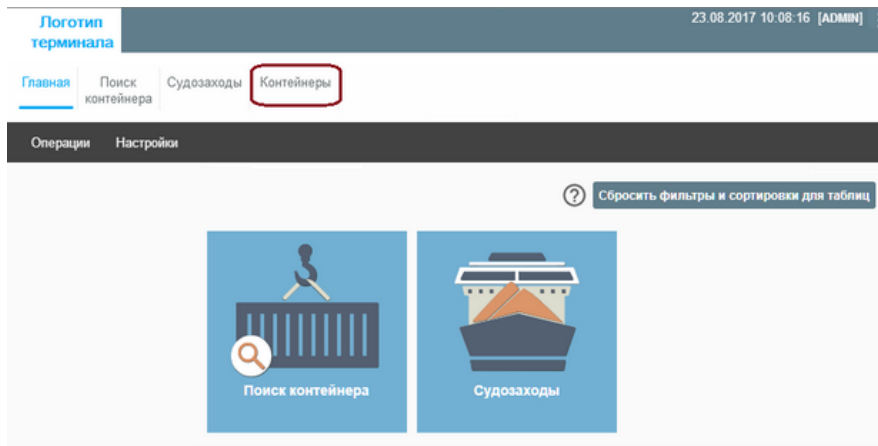 Логотип
терминала
23.08.2017 10:08:16 [ADMIN]
Главная
Поиск
контейнера
Судозаходы
Контейнеры
Операции
Настройки
?
Сбросить фильтры и сортировки для таблиц
Поиск контейнера
Судозаходы